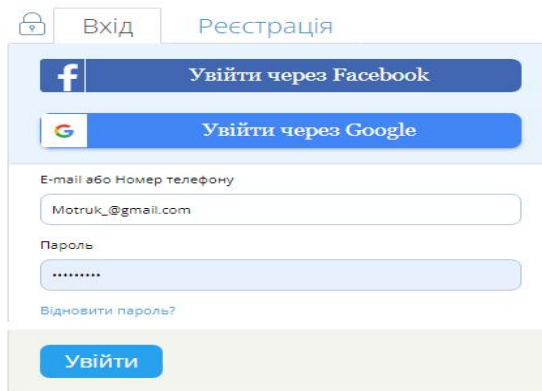 Вхід Реєстрація
Увійти через Facebook
Увійти через Google
E-mail або Номер телефону
Motruk_@gmail.com
Пароль
•••••••••
Відновити пароль?
Увійти